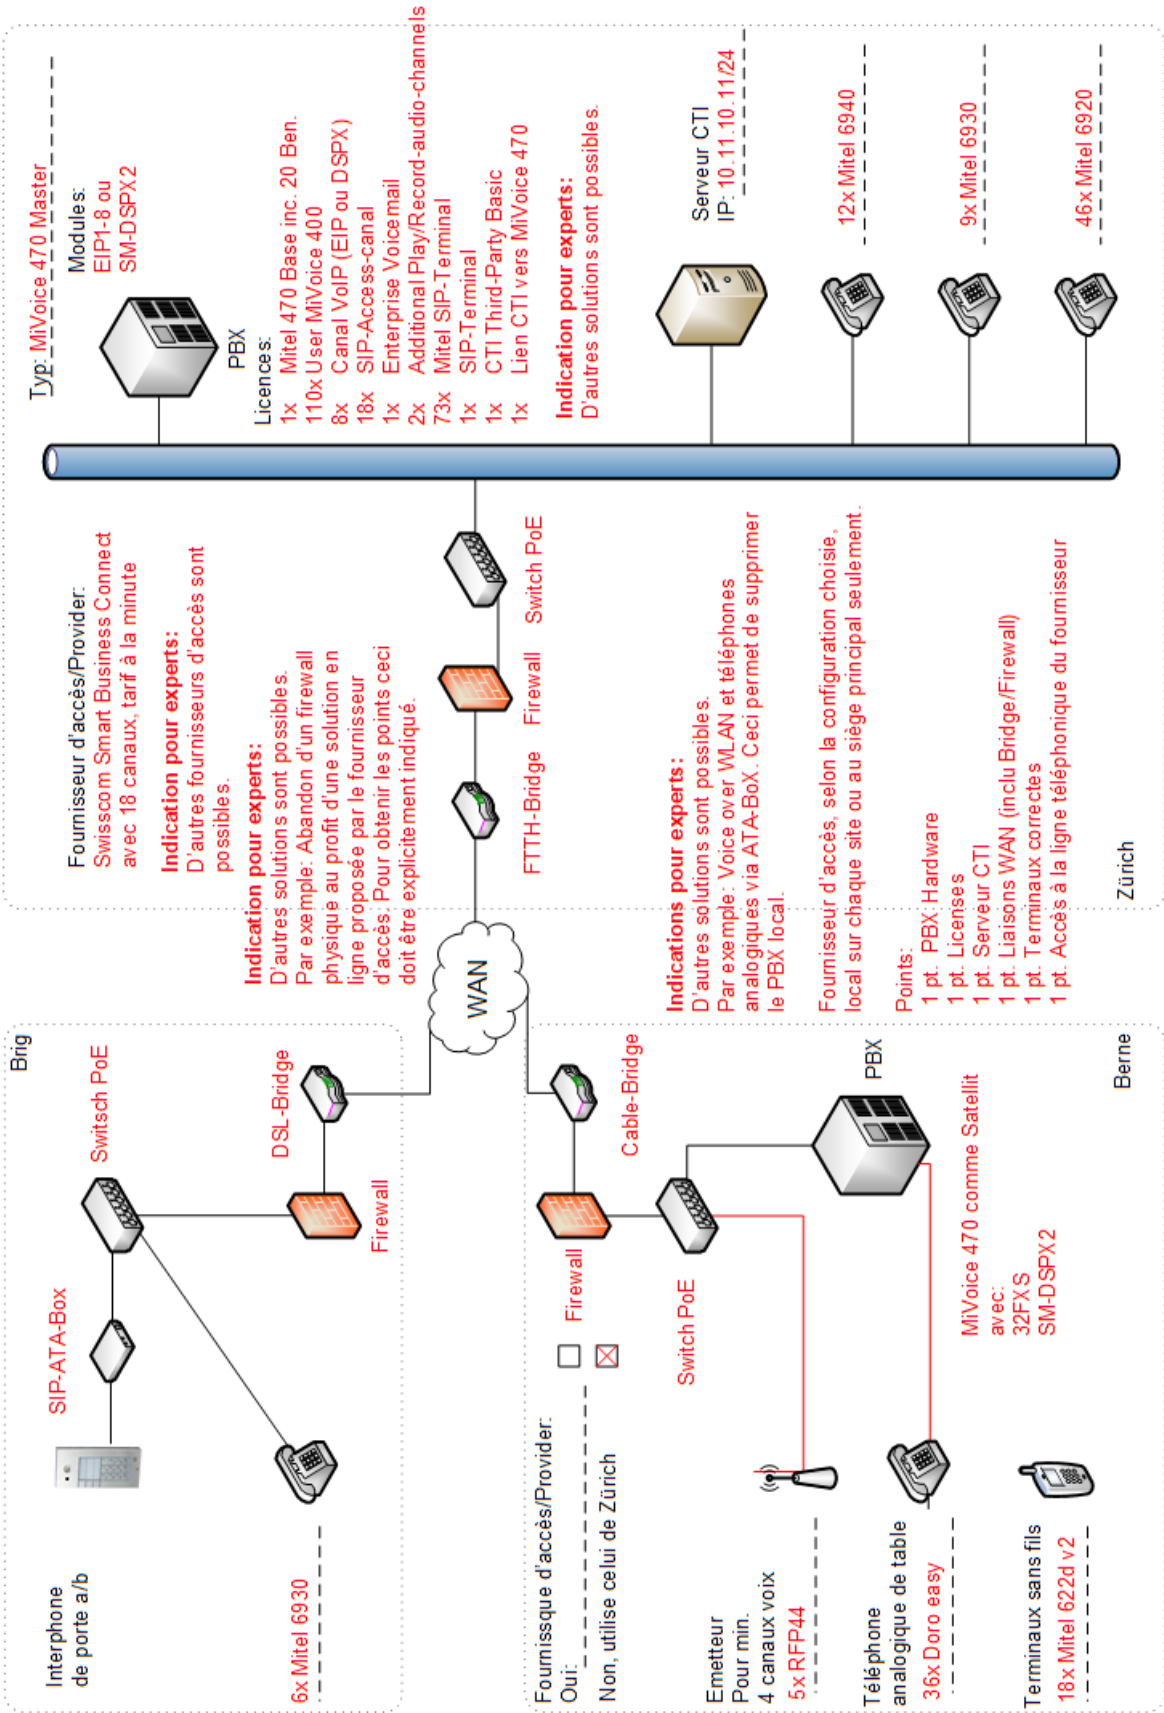 Brig
Interphone
de porte a/b
SIP-ATA-Box
Switsch PoE
6x Mitel 6930
Firewall
DSL-Bridge
WAN
Fournisseur d'accès/Provider:
Swisscom Smart Business Connect
avec 18 canaux, tarif à la minute
Indication pour experts:
D'autres fournisseurs d'accès sont
possibles.
Indication pour experts:
D'autres solutions sont possibles.
Par exemple: Abandon d'un firewall
physique au profit d'une solution en
ligne proposée par le fournisseur
d'accès. Pour obtenir les points ceci
doit être explicitement indiqué.
FTTH-Bridge
Firewall
Switch PoE
Typ: MiVoice 470 Master
Modules:
EIP1-8 ou
SM-DSPX2
PBX
Licences:
1x Mitel 470 Base inc. 20 Ben.
110x User MiVoice 400
8x Canal VoIP (EIP ou DSPX)
18x SIP-Access-canal
1x Enterprise Voicemail
2x Additional Play/Record-audio-channels
73x Mitel SIP-Terminal
1x SIP-Terminal
1x CTI Third-Party Basic
1x Lien CTI vers MiVoice 470
Indication pour experts:
D'autres solutions sont possibles.
Serveur CTI
IP: 10.11.10.11/24
12x Mitel 6940
9x Mitel 6930
46x Mitel 6920
Fournissque d'accès/Provider:
Oui:
Non, utilise celui de Zürich
Firewall
Cable-Bridge
Switch PoE
Emetteur
Pour min.
4 canaux voix
5x RFP44
Téléphone
analogique de table
36x Doro easy
Terminaux sans fils
18x Mitel 622d v2
PBX
MiVoice 470 comme Satellit
avec:
32FXS
SM-DSPX2
Berne
Indications pour experts:
D'autres solutions sont possibles.
Par exemple: Voice over WLAN et téléphones
analogiques via ATA-BoX. Ceci permet de supprimer
le PBX local.
Fournisseur d'accès, selon la configuration choisie,
local sur chaque site ou au siège principal seulement.
Points:
1 pt. PBX Hardware
1 pt. Licenses
1 pt. Serveur CTI
1 pt. Liaisons WAN (inclu Bridge/Firewall)
1 pt. Terminaux correctes
1 pt. Accès à la ligne téléphonique du fournisseur
Zürich